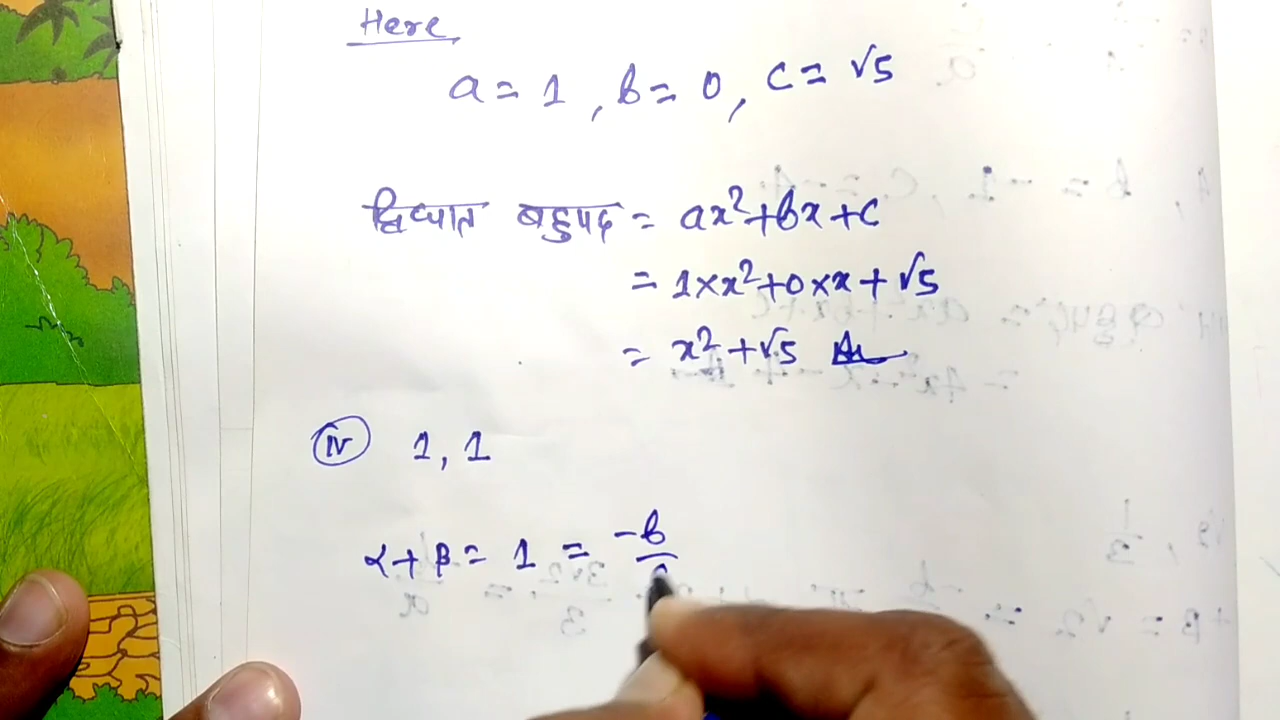 Here
a = 1 , b = 0 , c = √5
द्विघात बहुपद = ax²+bx+c
= 1×x²+0×x+√5
= x²+√5 Ans
(iv) 1, 1
α+β = 1 = -b/